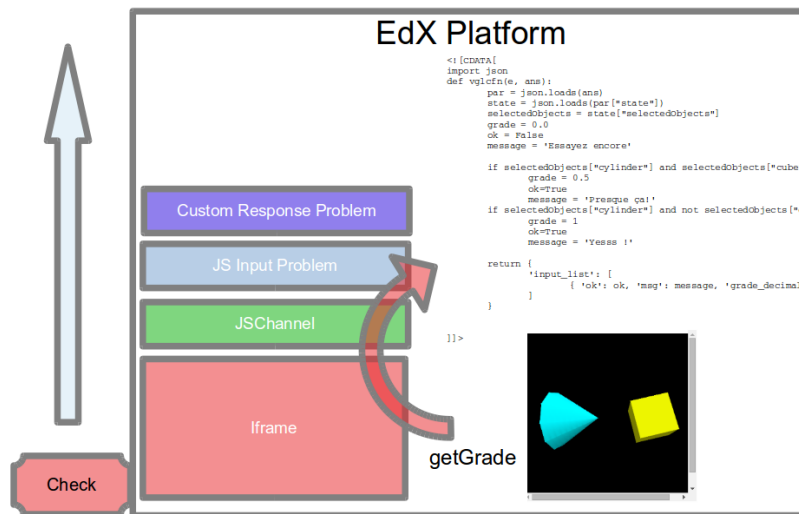 EdX Platform
<![CDATA[
import json
def vglcfn(e, ans):
par = json.loads(ans)
state = json.loads(par["state"])
selectedObjects = state["selectedObjects"]
grade = 0.0
ok = False
message = 'Essayez encore'
if selectedObjects["cylinder"] and selectedObjects["cube
grade = 0.5
ok=True
message = 'Presque ça!'
if selectedObjects["cylinder"] and not selectedObjects["
grade = 1
ok=True
message = 'Yesss !'
return {
'input_list': [
{ 'ok': ok, 'msg': message, 'grade_decimal
]
}
]]>
Custom Response Problem
JS Input Problem
JSChannel
Iframe
getGrade
Check